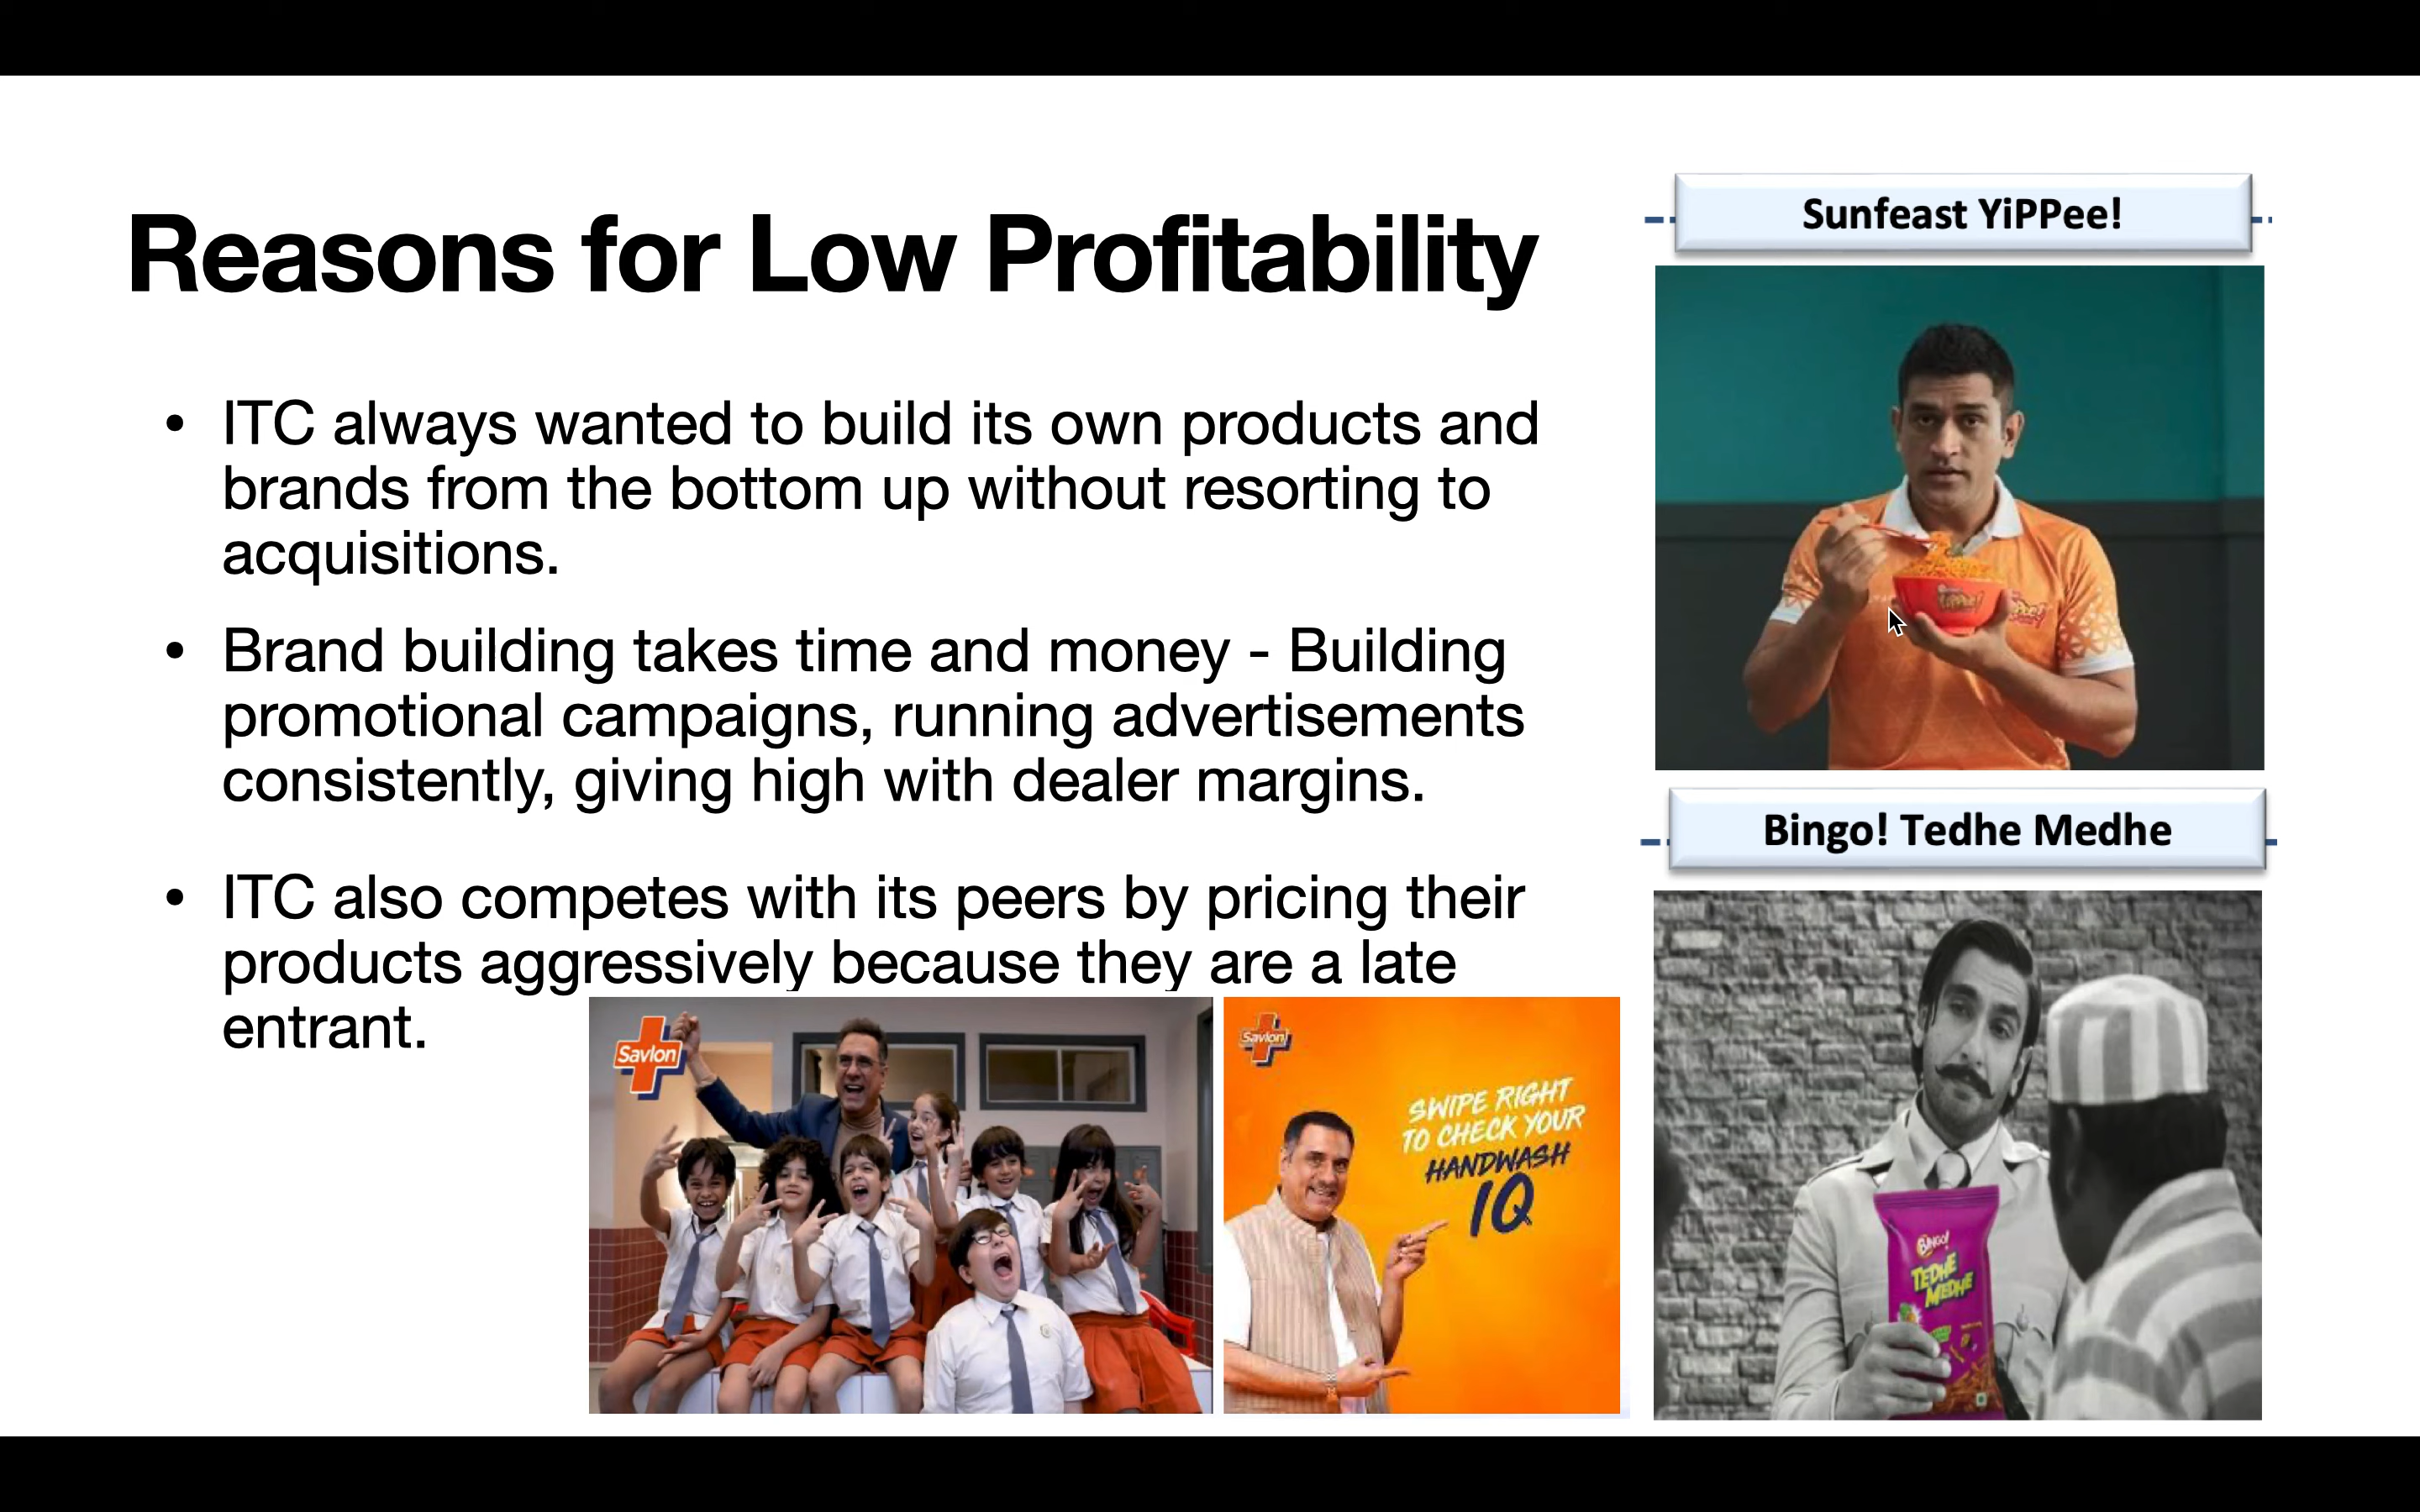 Reasons for Low Profitability
• ITC always wanted to build its own products and
brands from the bottom up without resorting to
acquisitions.
• Brand building takes time and money - Building
promotional campaigns, running advertisements
consistently, giving high with dealer margins.
• ITC also competes with its peers by pricing their
products aggressively because they are a late
entrant.
Sunfeast YiPPee!
YiPPee!
Bingo! Tedhe Medhe
BiNGO!
TEDHE
MEDHE
Savlon
Savlon
SWIPE RIGHT
TO CHECK YOUR
HANDWASH
IQ